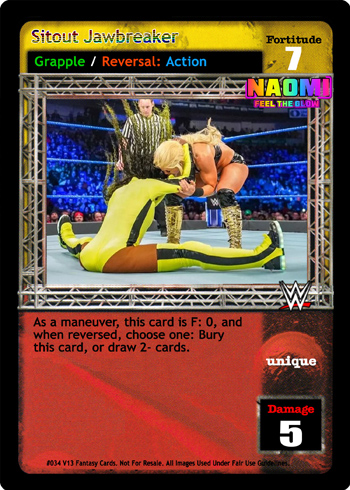 Sitout Jawbreaker
Fortitude
7
Grapple / Reversal: Action
NAOMI
FEEL THE GLOW
As a maneuver, this card is F: 0, and
when reversed, choose one: Bury
this card, or draw 2- cards.
unique
Damage
5
#034 V13 Fantasy Cards. Not For Resale. All Images Used Under Fair Use Guidelines.